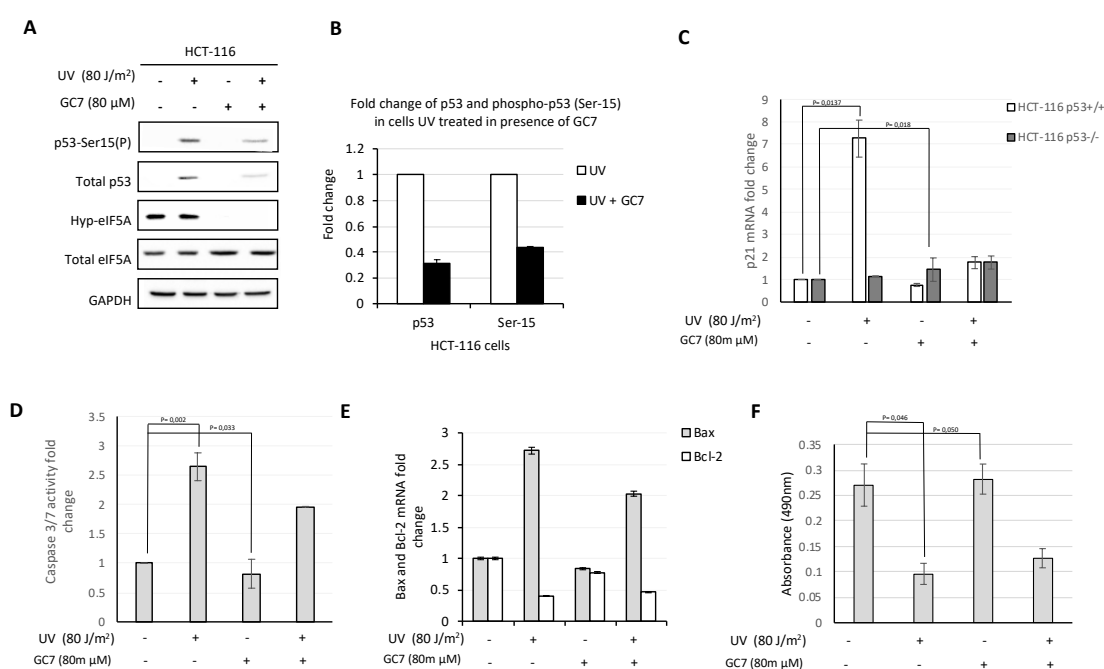 A
HCT-116
UV (80 J/m²) - + - +
GC7 (80 µM) - - + +
p53-Ser15(P)
Total p53
Hyp-eIF5A
Total eIF5A
GAPDH
B
Fold change of p53 and phospho-p53 (Ser-15)
in cells UV treated in presence of GC7
Fold change
1.2
1
0.8
0.6
0.4
0.2
0
p53 Ser-15
HCT-116 cells
UV
UV + GC7
C
p21 mRNA fold change
9
8
7
6
5
4
3
2
1
0
P= 0,0137
P= 0,018
HCT-116 p53+/+
HCT-116 p53-/-
UV (80 J/m²) - + - +
GC7 (80m µM) - - + +
D
Caspase 3/7 activity fold
change
3.5
3
2.5
2
1.5
1
0.5
0
P= 0,002
P= 0,033
UV (80 J/m²) - + - +
GC7 (80m µM) - - + +
E
Bax and Bcl-2 mRNA fold
change
3
2.5
2
1.5
1
0.5
0
Bax
Bcl-2
UV (80 J/m²) - + - +
GC7 (80m µM) - - + +
F
Absorbance (490nm)
0.35
0.3
0.25
0.2
0.15
0.1
0.05
0
P= 0,046
P= 0,050
UV (80 J/m²) - + - +
GC7 (80m µM) - - + +